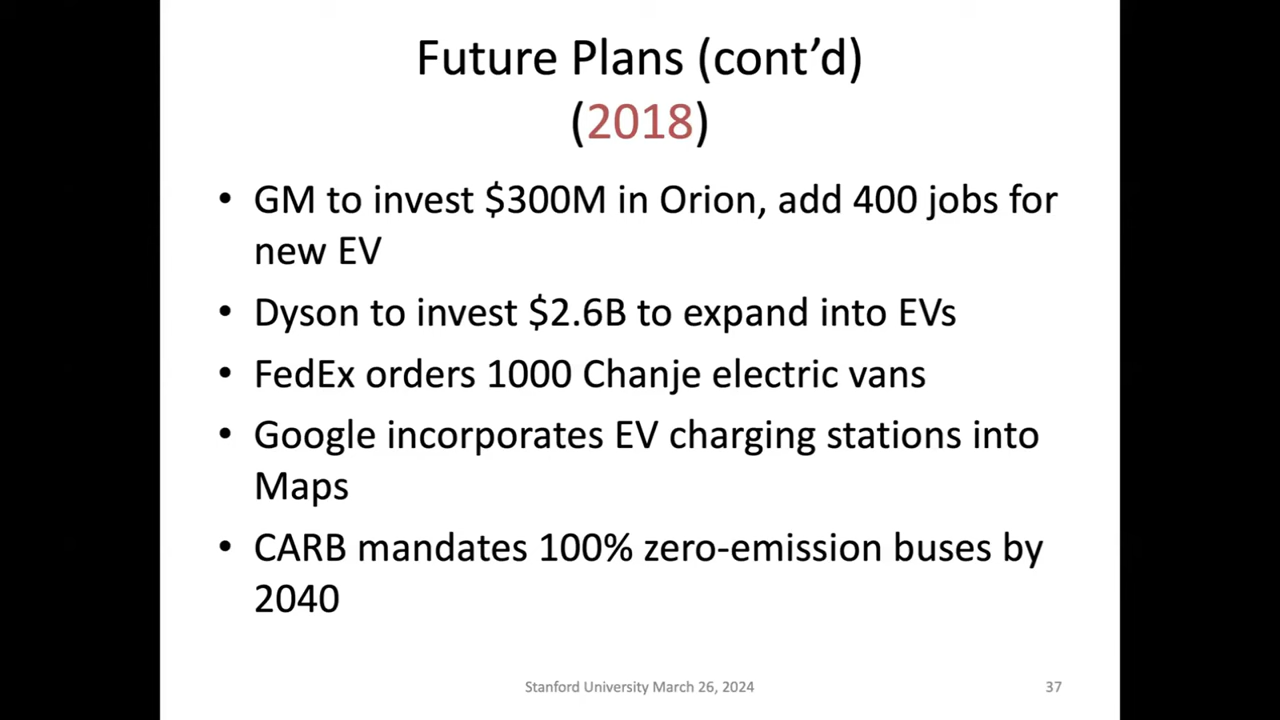 Future Plans (cont’d)
(2018)
• GM to invest $300M in Orion, add 400 jobs for
new EV
• Dyson to invest $2.6B to expand into EVs
• FedEx orders 1000 Chanje electric vans
• Google incorporates EV charging stations into
Maps
• CARB mandates 100% zero-emission buses by
2040
Stanford University March 26, 2024
37